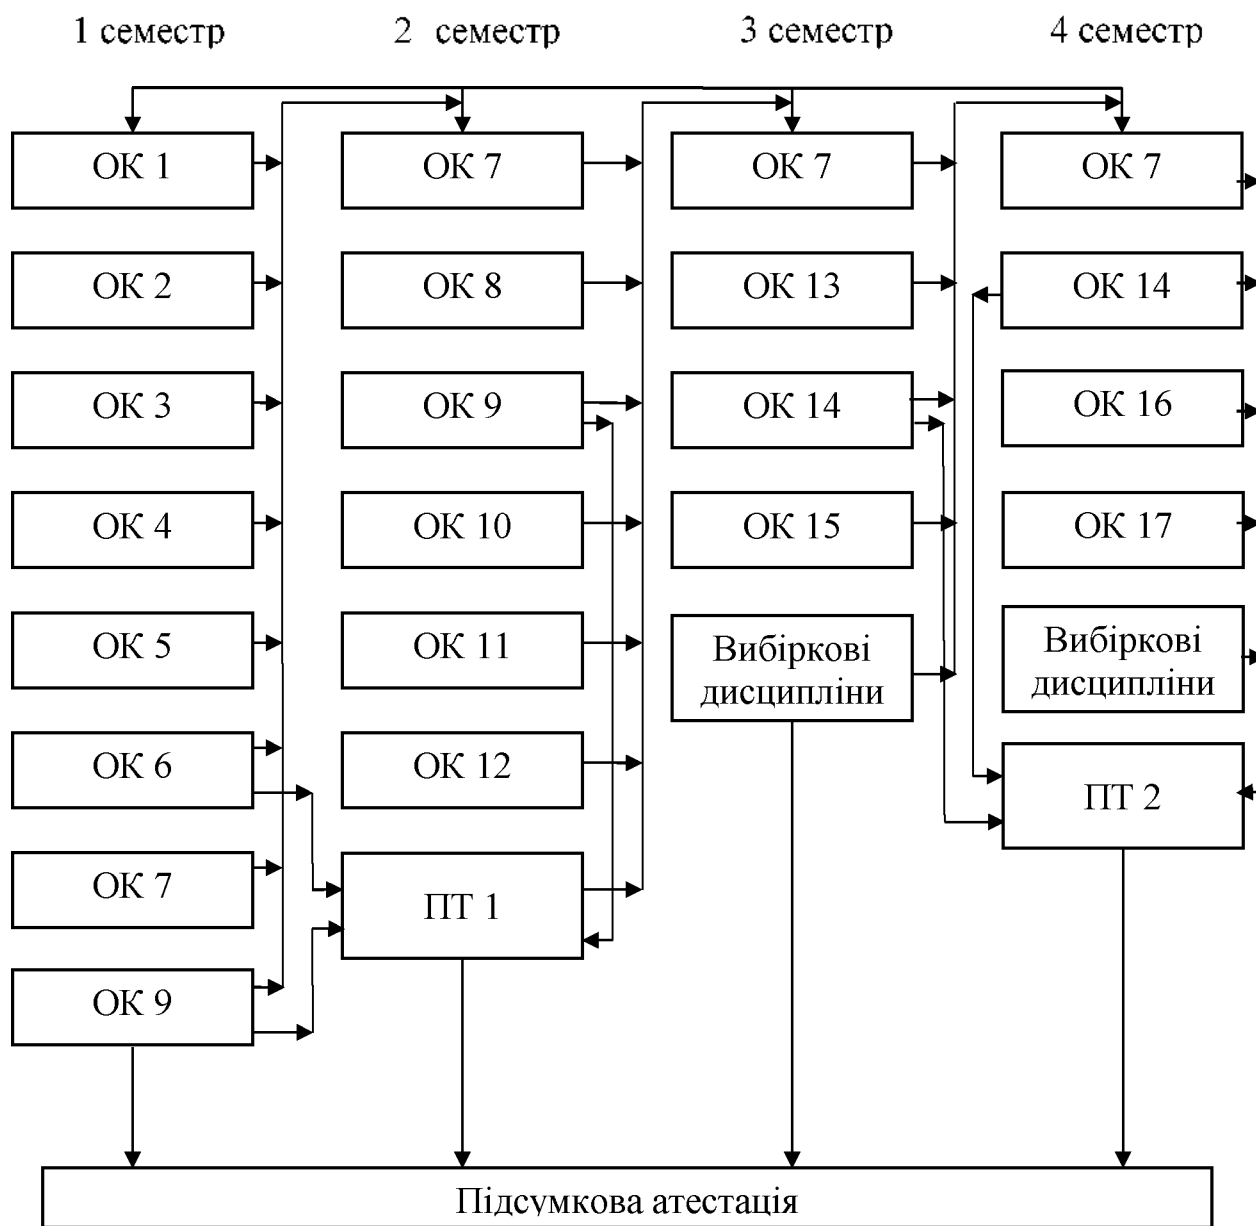 1 семестр
2 семестр
3 семестр
4 семестр
ОК 1
ОК 2
ОК 3
ОК 4
ОК 5
ОК 6
ОК 7
ОК 9
ОК 7
ОК 8
ОК 9
ОК 10
ОК 11
ОК 12
ПТ 1
ОК 7
ОК 13
ОК 14
ОК 15
Вибіркові
дисципліни
ОК 7
ОК 14
ОК 16
ОК 17
Вибіркові
дисципліни
ПТ 2
Підсумкова атестація